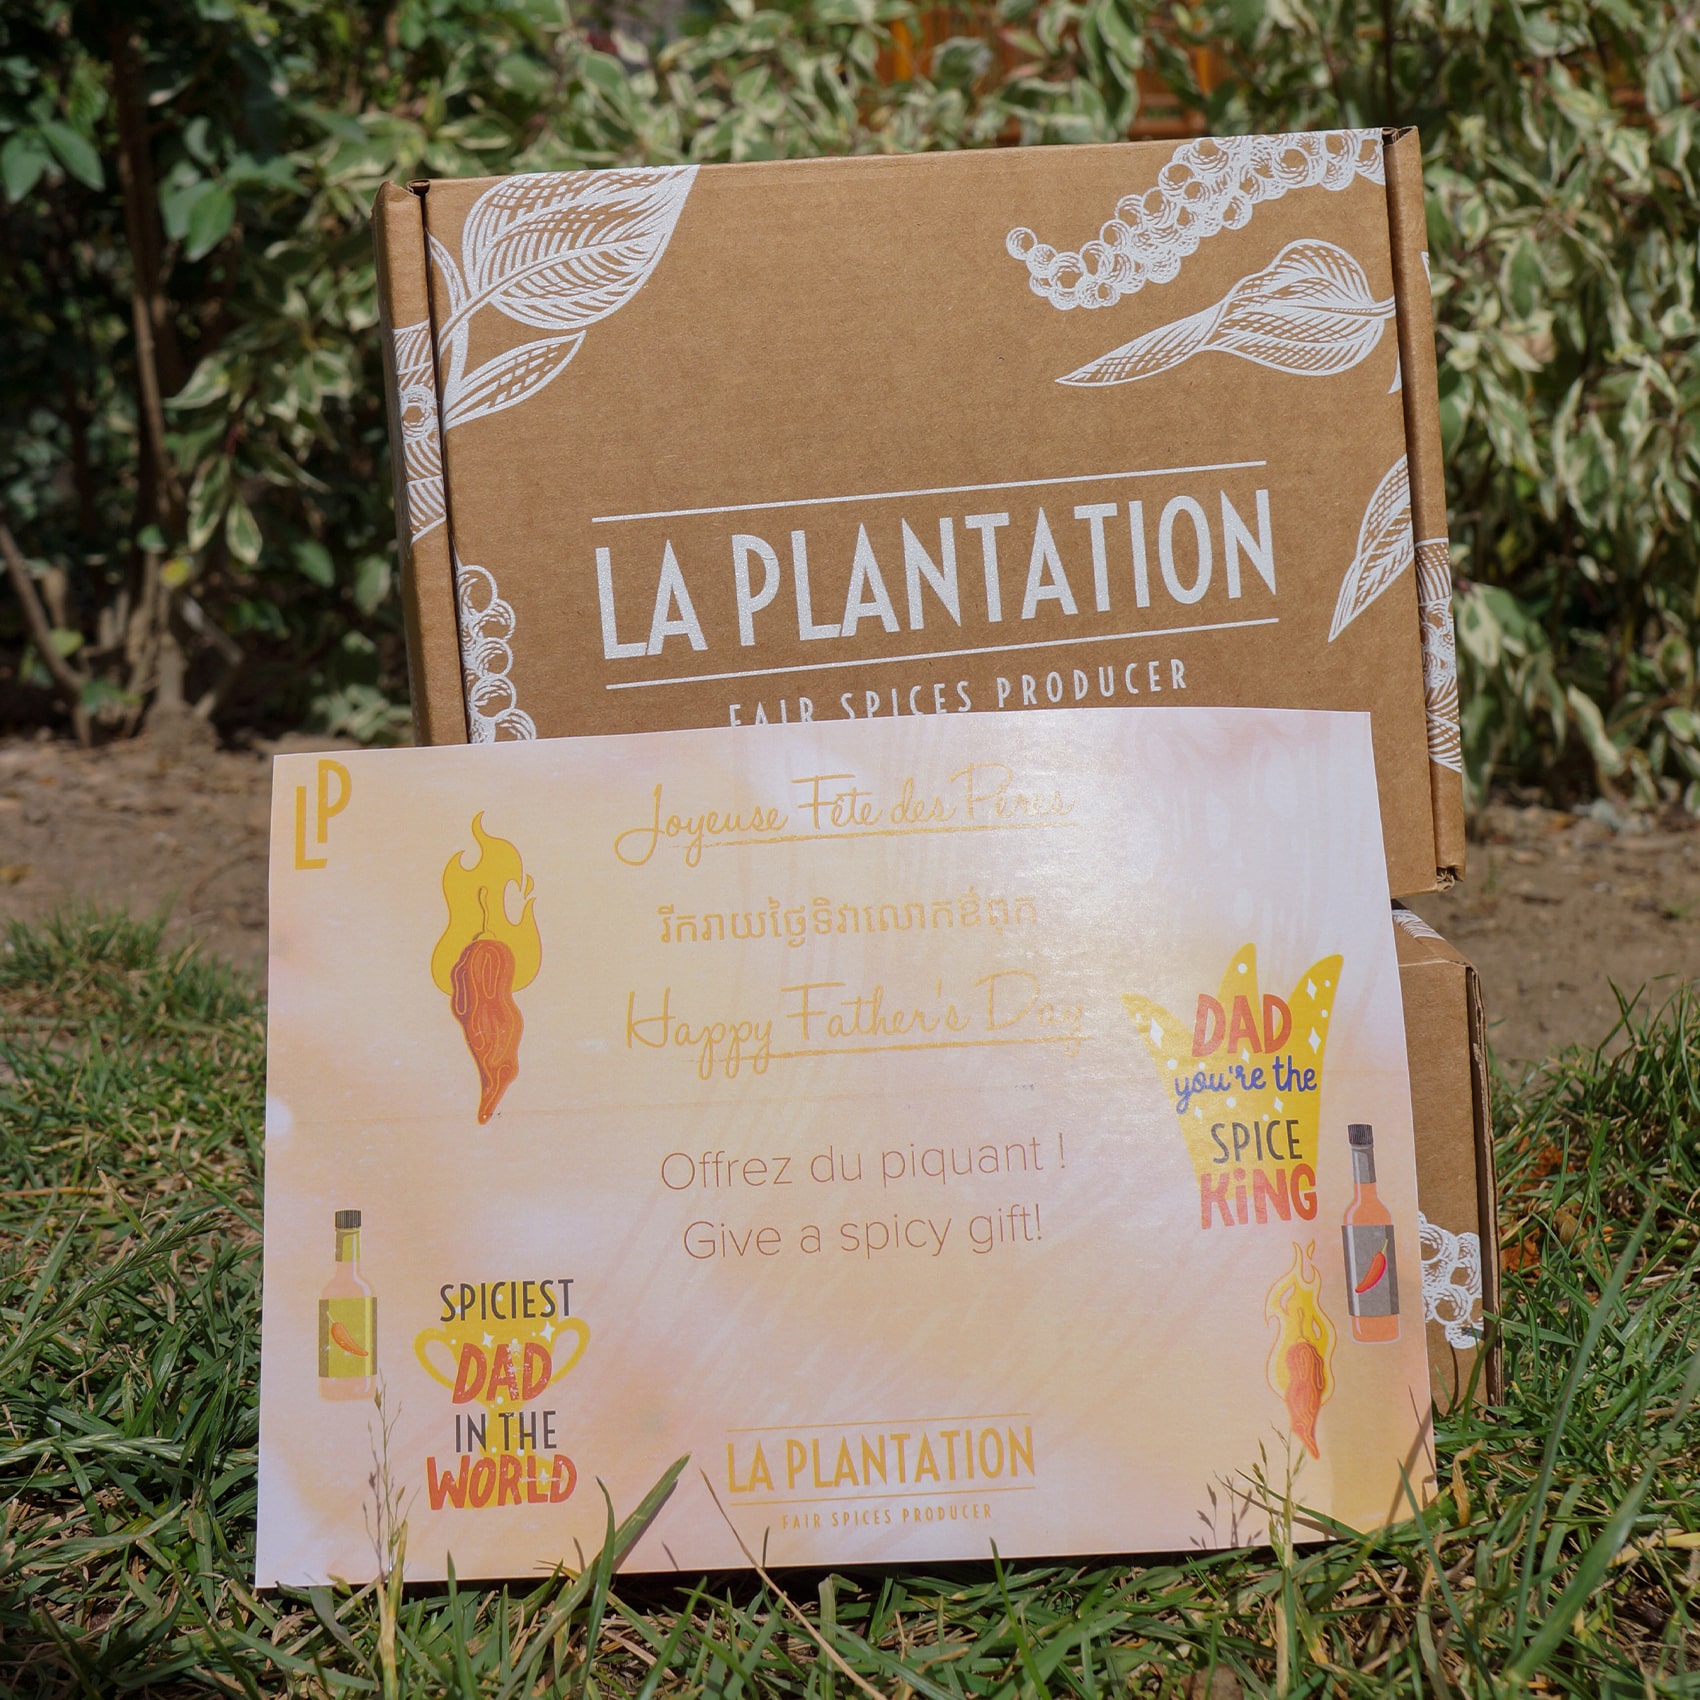 LA PLANTATION
FAIR SPICES PRODUCER
LP
Joyeuse Fête des Pères
រីករាយថ្ងៃទិវាលោកឪពុក
Happy Father's Day
DAD
you're the
SPICE
KiNG
Offrez du piquant !
Give a spicy gift!
SPICIEST
DAD
IN THE
WORLD
LA PLANTATION
FAIR SPICES PRODUCER